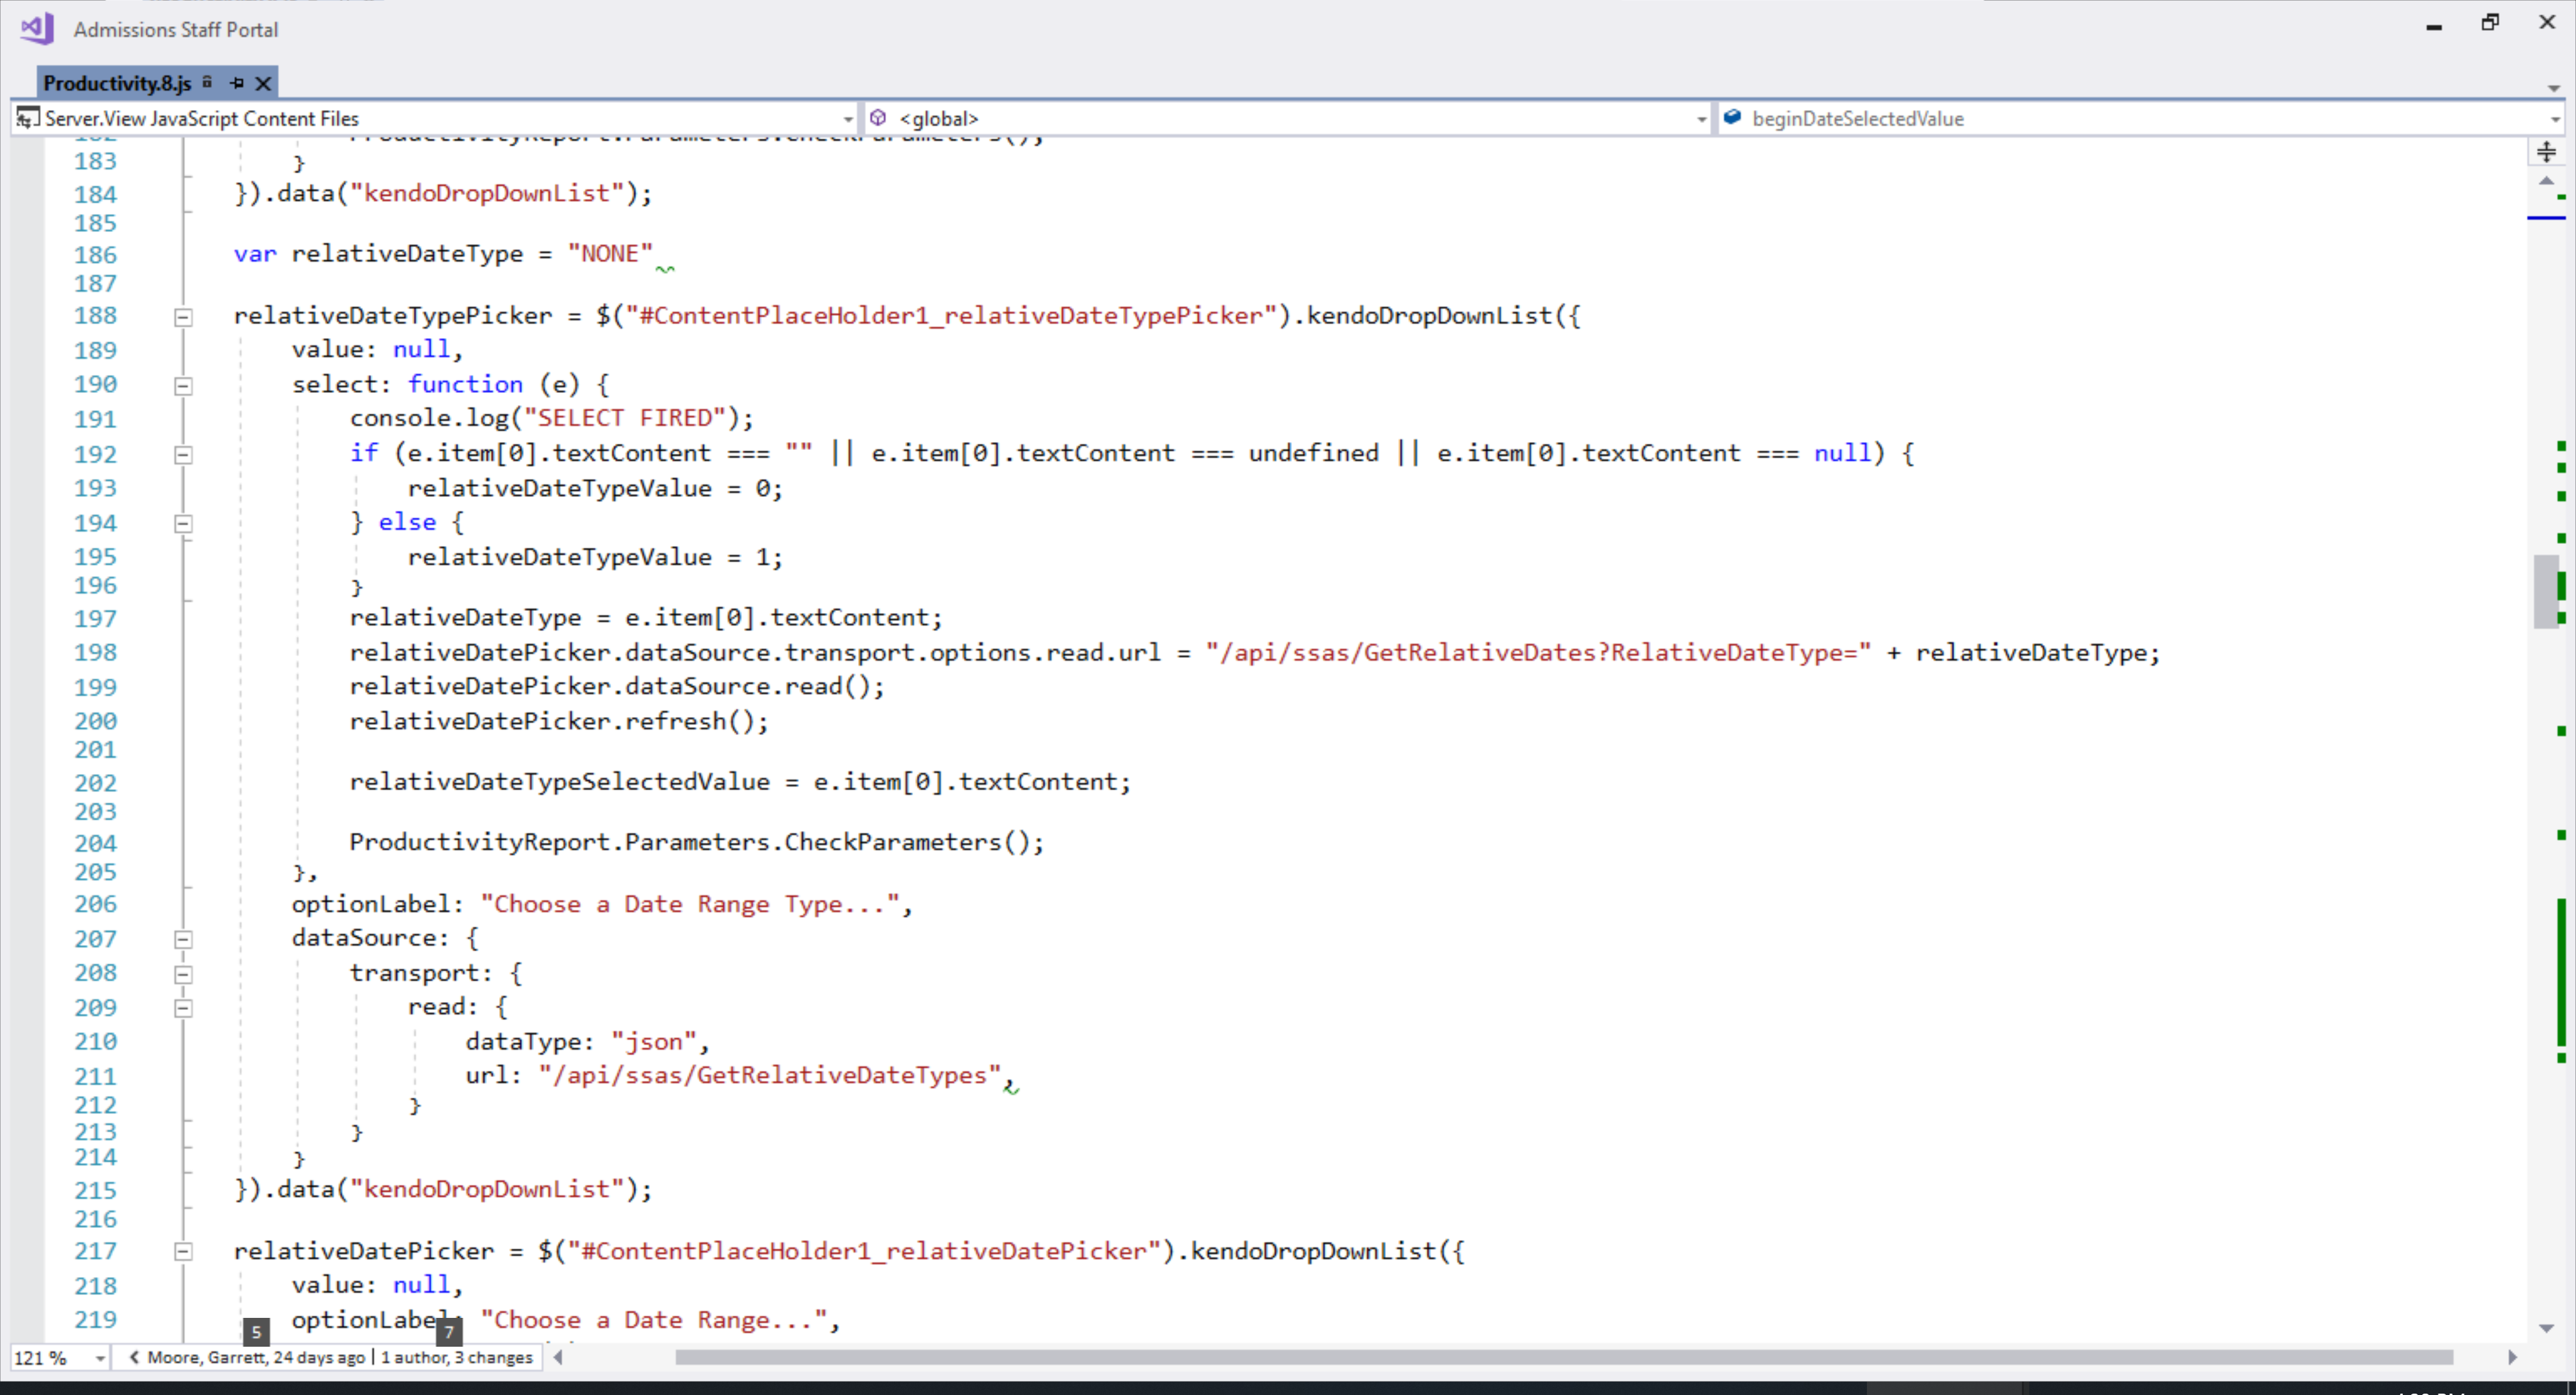 Admissions Staff Portal
Productivity.8.js
Server.View JavaScript Content Files
<global>
beginDateSelectedValue
182 ProductivityReport.Parameters.CheckParameters();
183 }
184 }).data("kendoDropDownList");
185
186 var relativeDateType = "NONE"
187
188 relativeDateTypePicker = $("#ContentPlaceHolder1_relativeDateTypePicker").kendoDropDownList({
189 value: null,
190 select: function (e) {
191 console.log("SELECT FIRED");
192 if (e.item[0].textContent === "" || e.item[0].textContent === undefined || e.item[0].textContent === null) {
193 relativeDateTypeValue = 0;
194 } else {
195 relativeDateTypeValue = 1;
196 }
197 relativeDateType = e.item[0].textContent;
198 relativeDatePicker.dataSource.transport.options.read.url = "/api/ssas/GetRelativeDates?RelativeDateType=" + relativeDateType;
199 relativeDatePicker.dataSource.read();
200 relativeDatePicker.refresh();
201
202 relativeDateTypeSelectedValue = e.item[0].textContent;
203
204 ProductivityReport.Parameters.CheckParameters();
205 },
206 optionLabel: "Choose a Date Range Type...",
207 dataSource: {
208 transport: {
209 read: {
210 dataType: "json",
211 url: "/api/ssas/GetRelativeDateTypes",
212 }
213 }
214 }
215 }).data("kendoDropDownList");
216
217 relativeDatePicker = $("#ContentPlaceHolder1_relativeDatePicker").kendoDropDownList({
218 value: null,
219 optionLabel: "Choose a Date Range...",
5 7
121 % Moore, Garrett, 24 days ago | 1 author, 3 changes